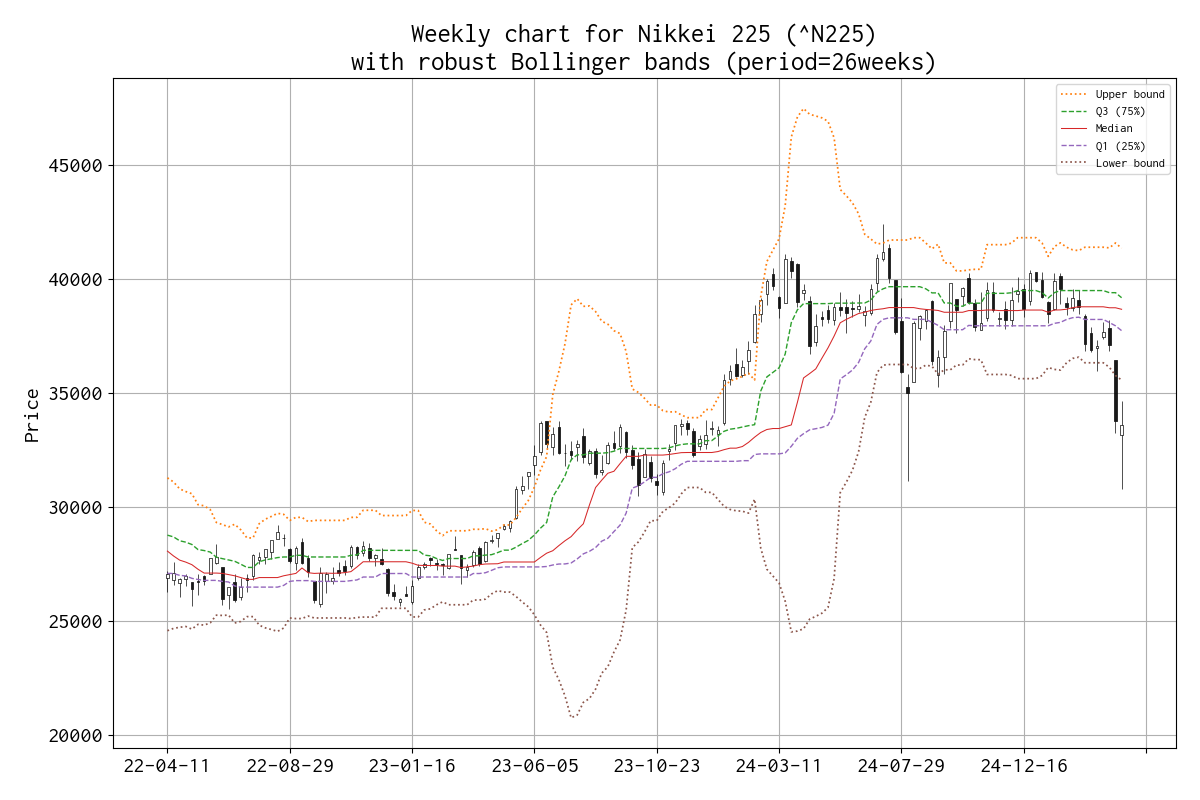 Weekly chart for Nikkei 225 (^N225)
with robust Bollinger bands (period=26weeks)
Upper bound
Q3 (75%)
Median
Q1 (25%)
Lower bound
Price
45000
40000
35000
30000
25000
20000
22-04-11
22-08-29
23-01-16
23-06-05
23-10-23
24-03-11
24-07-29
24-12-16